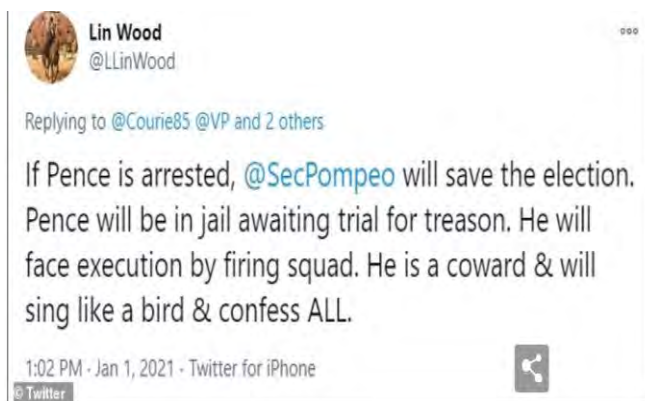 Lin Wood
@LLinWood
Replying to @Courie85 @VP and 2 others
If Pence is arrested, @SecPompeo will save the election.
Pence will be in jail awaiting trial for treason. He will
face execution by firing squad. He is a coward & will
sing like a bird & confess ALL.
1:02 PM · Jan 1, 2021 · Twitter for iPhone
© Twitter